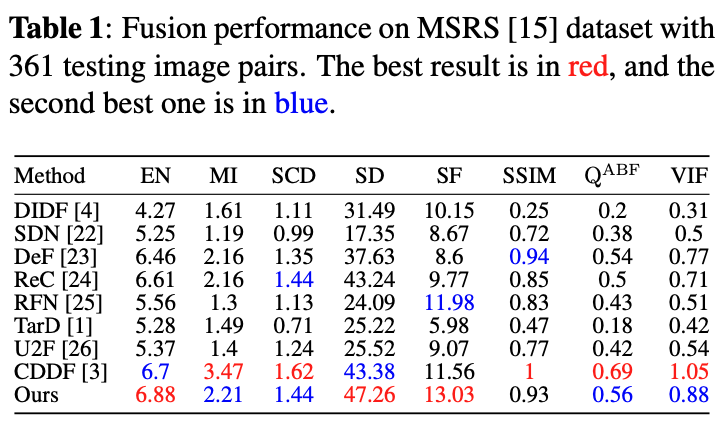 Table 1: Fusion performance on MSRS [15] dataset with
361 testing image pairs. The best result is in red, and the
second best one is in blue.
Method EN MI SCD SD SF SSIM Q^ABF VIF
DIDF [4] 4.27 1.61 1.11 31.49 10.15 0.25 0.2 0.31
SDN [22] 5.25 1.19 0.99 17.35 8.67 0.72 0.38 0.5
DeF [23] 6.46 2.16 1.35 37.63 8.6 0.94 0.54 0.77
ReC [24] 6.61 2.16 1.44 43.24 9.77 0.85 0.5 0.71
RFN [25] 5.56 1.3 1.13 24.09 11.98 0.83 0.43 0.51
TarD [1] 5.28 1.49 0.71 25.22 5.98 0.47 0.18 0.42
U2F [26] 5.37 1.4 1.24 25.52 9.07 0.77 0.42 0.54
CDDF [3] 6.7 3.47 1.62 43.38 11.56 1 0.69 1.05
Ours 6.88 2.21 1.44 47.26 13.03 0.93 0.56 0.88